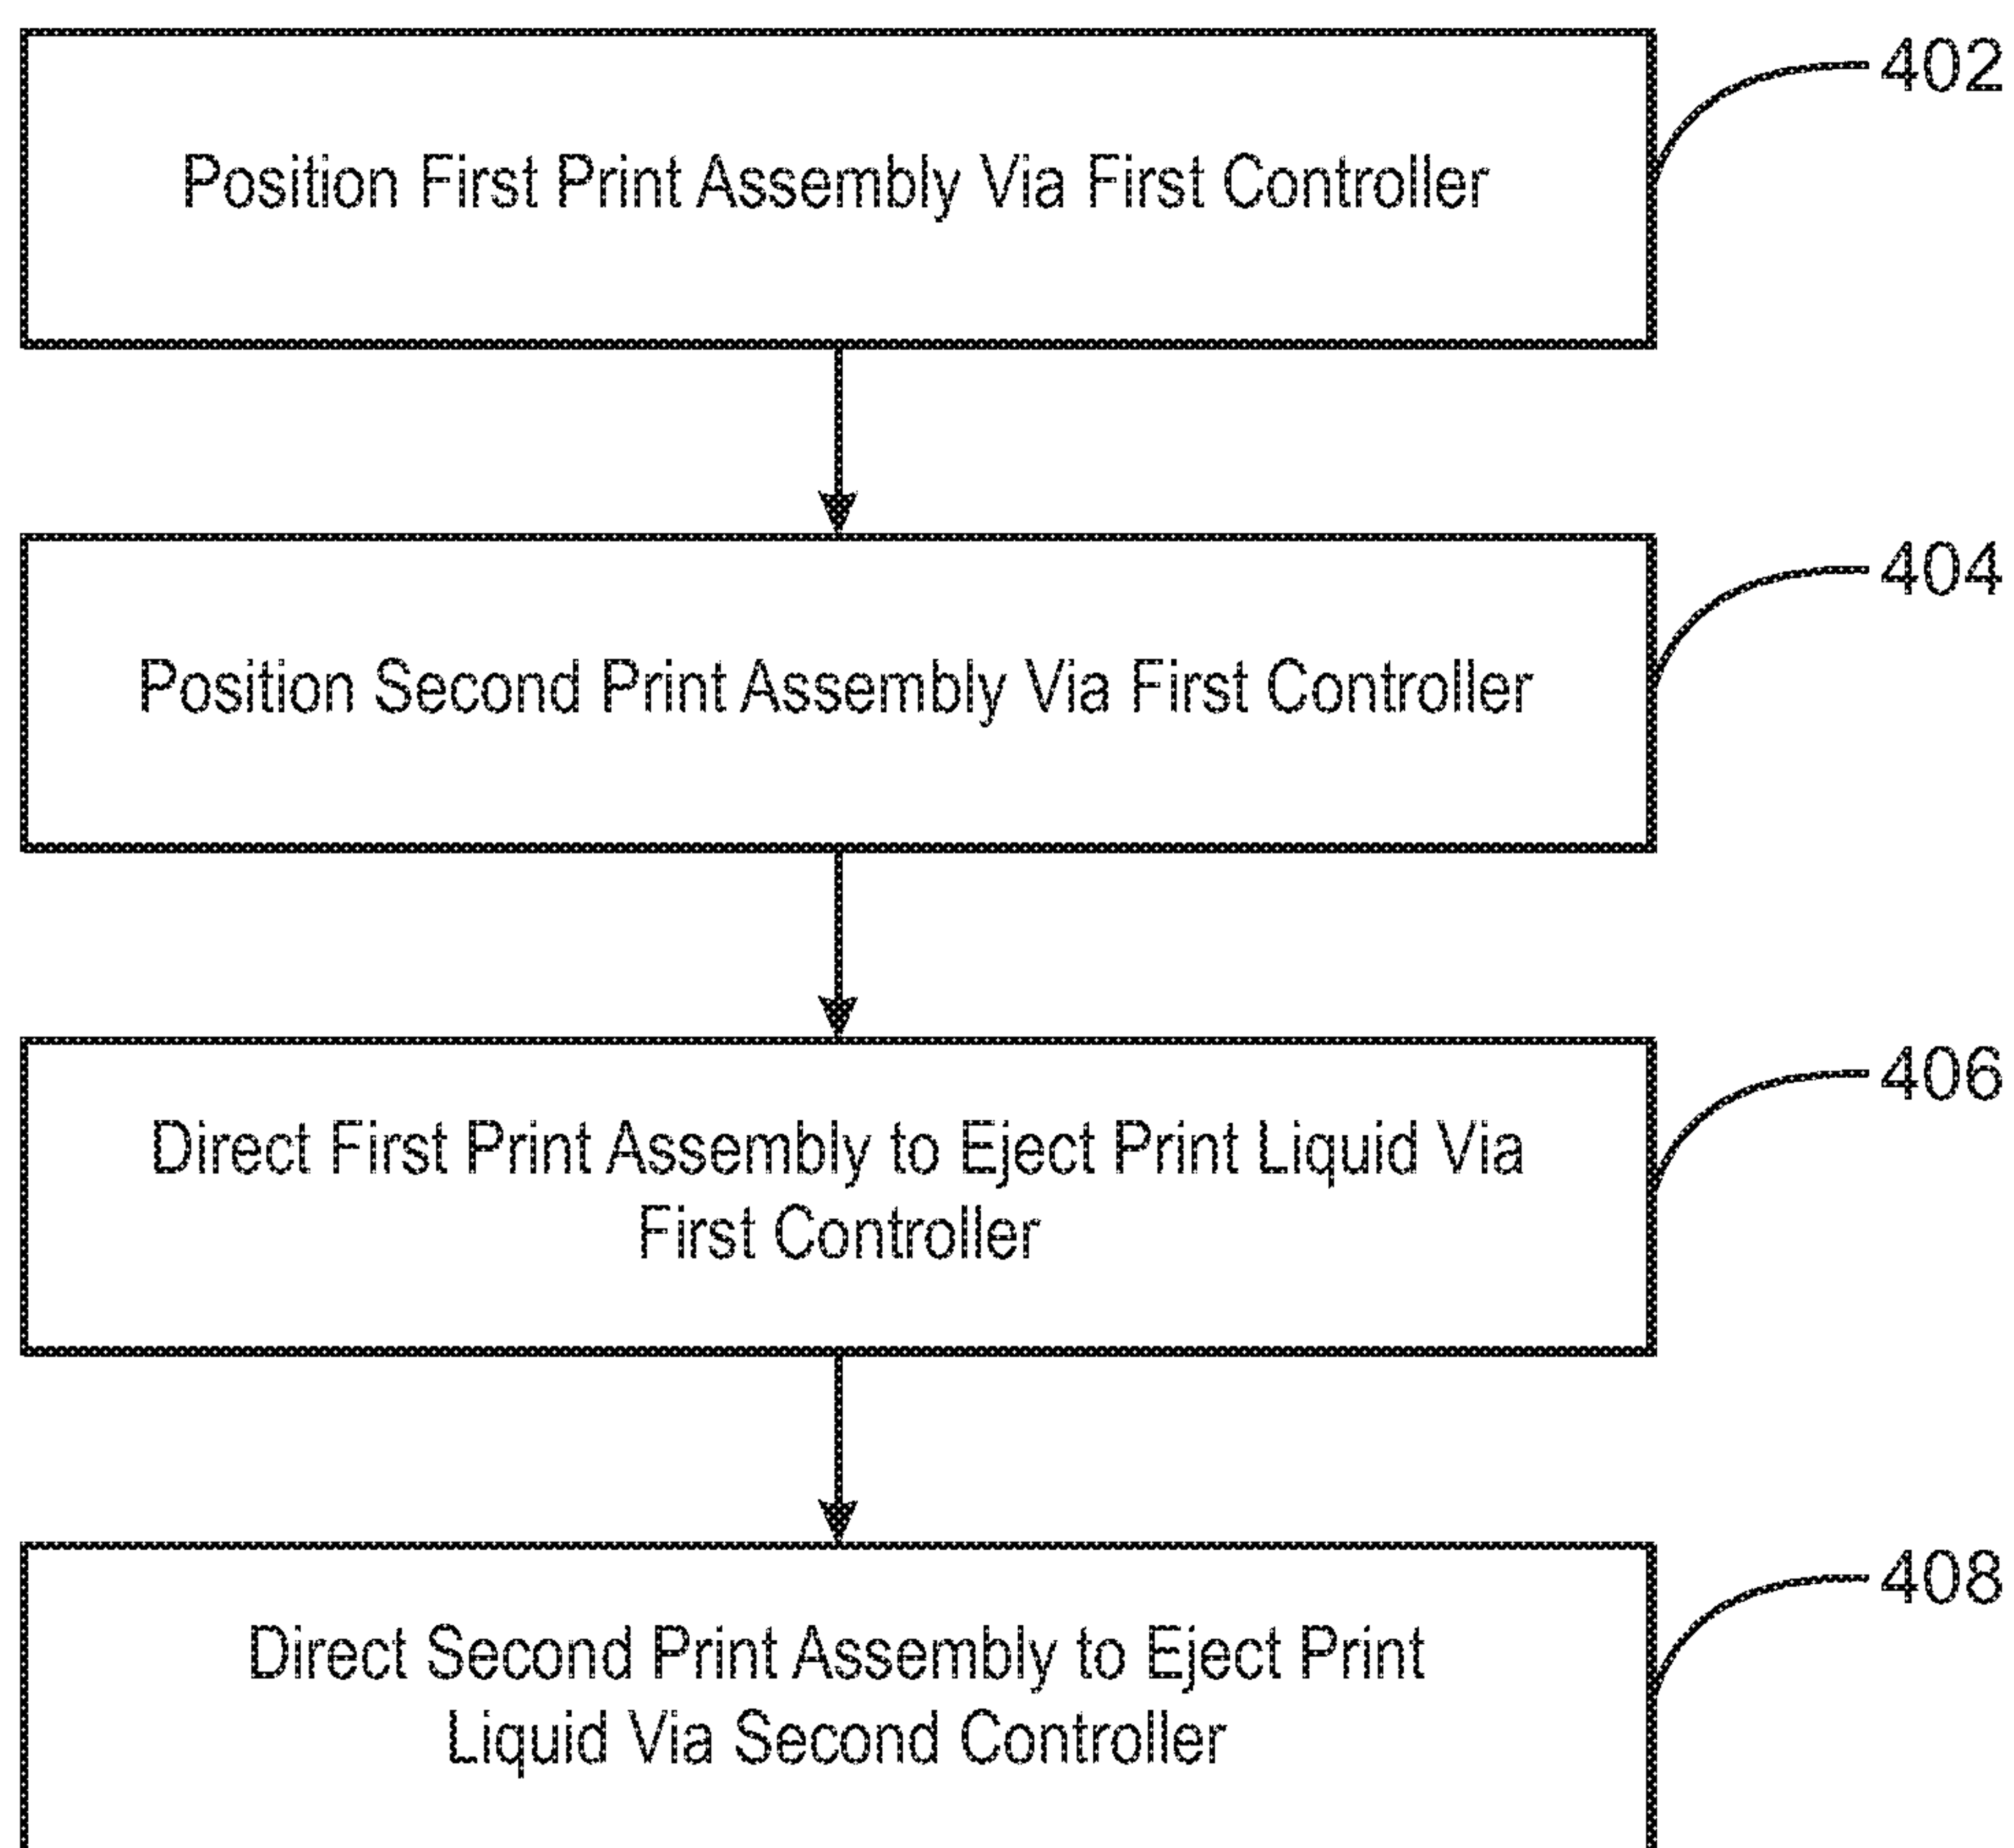 402
Position First Print Assembly Via First Controller
404
Position Second Print Assembly Via First Controller
406
Direct First Print Assembly to Eject Print Liquid Via
First Controller
408
Direct Second Print Assembly to Eject Print
Liquid Via Second Controller